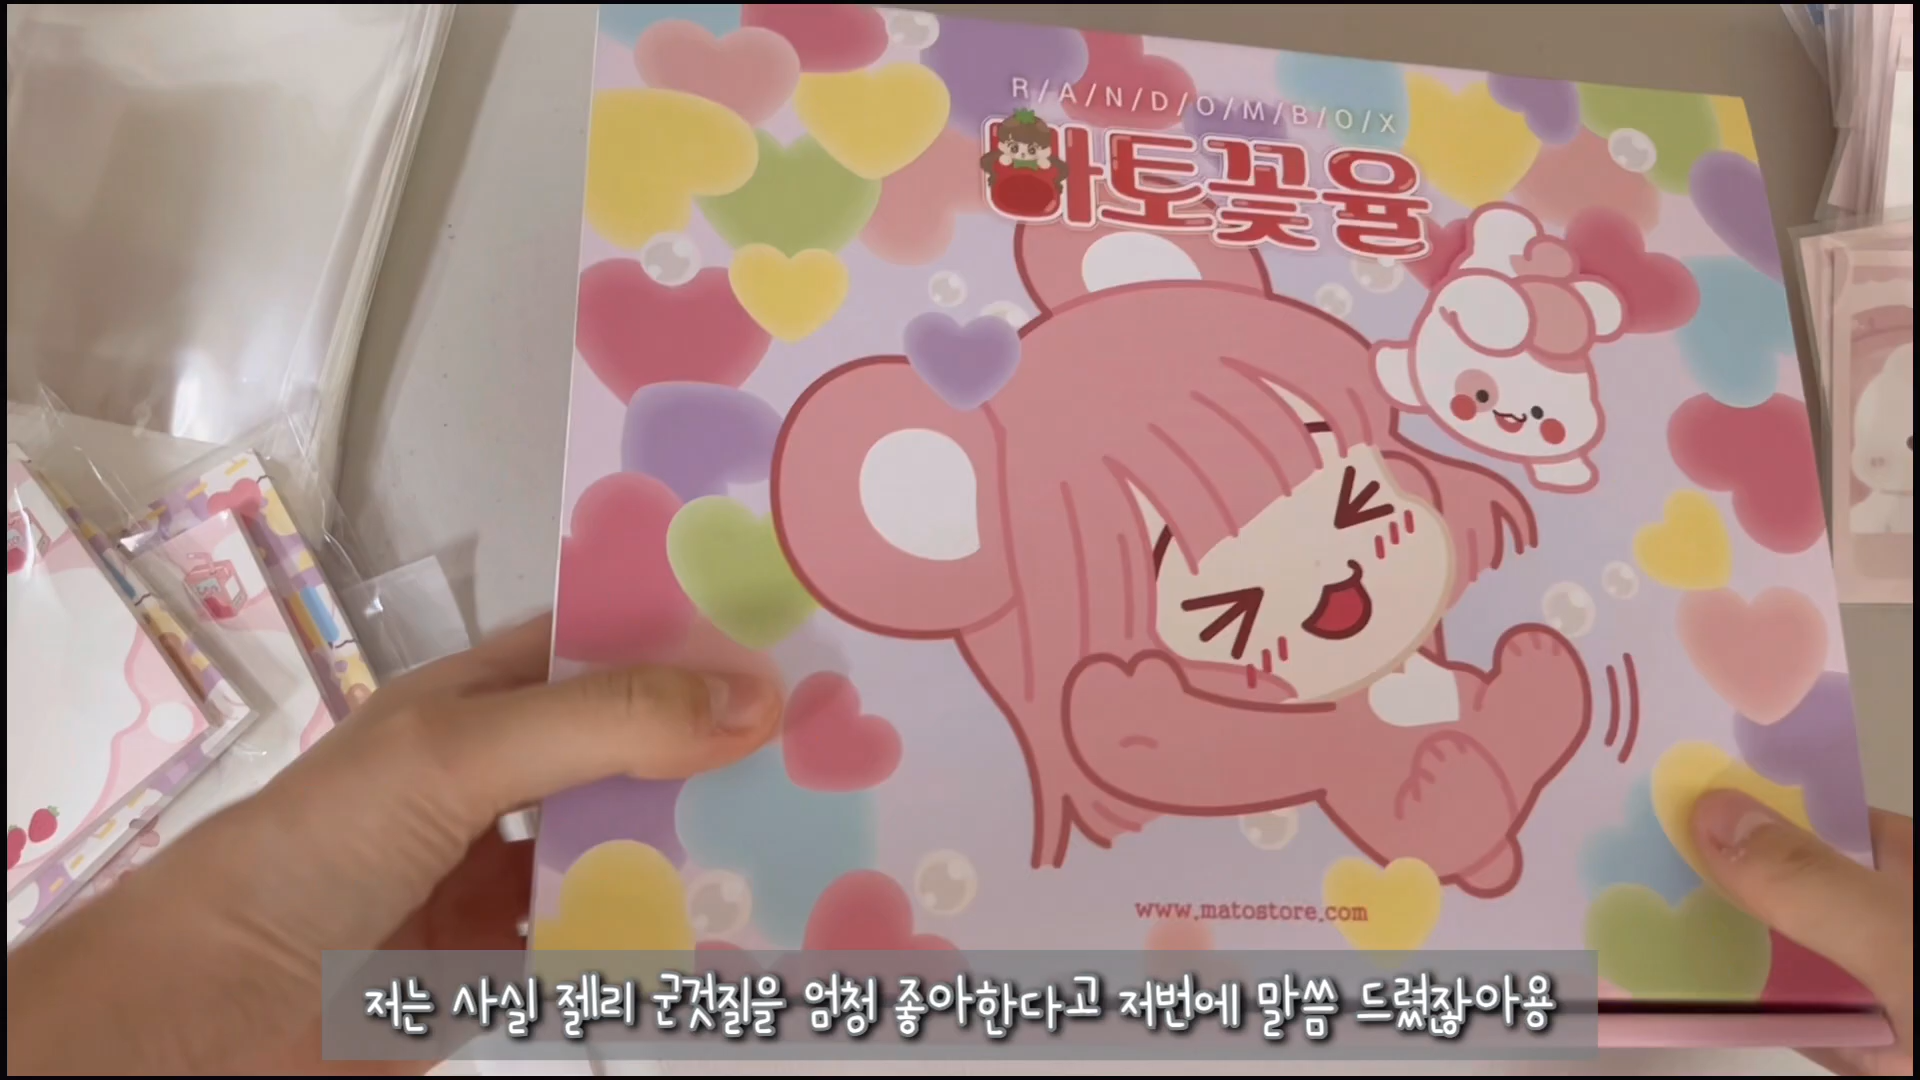 R/A/N/D/O/M/B/O/X
마토꽃율
www.matostore.com
저는 사실 젤리 군것질을 엄청 좋아한다고 저번에 말씀 드렸잖아용